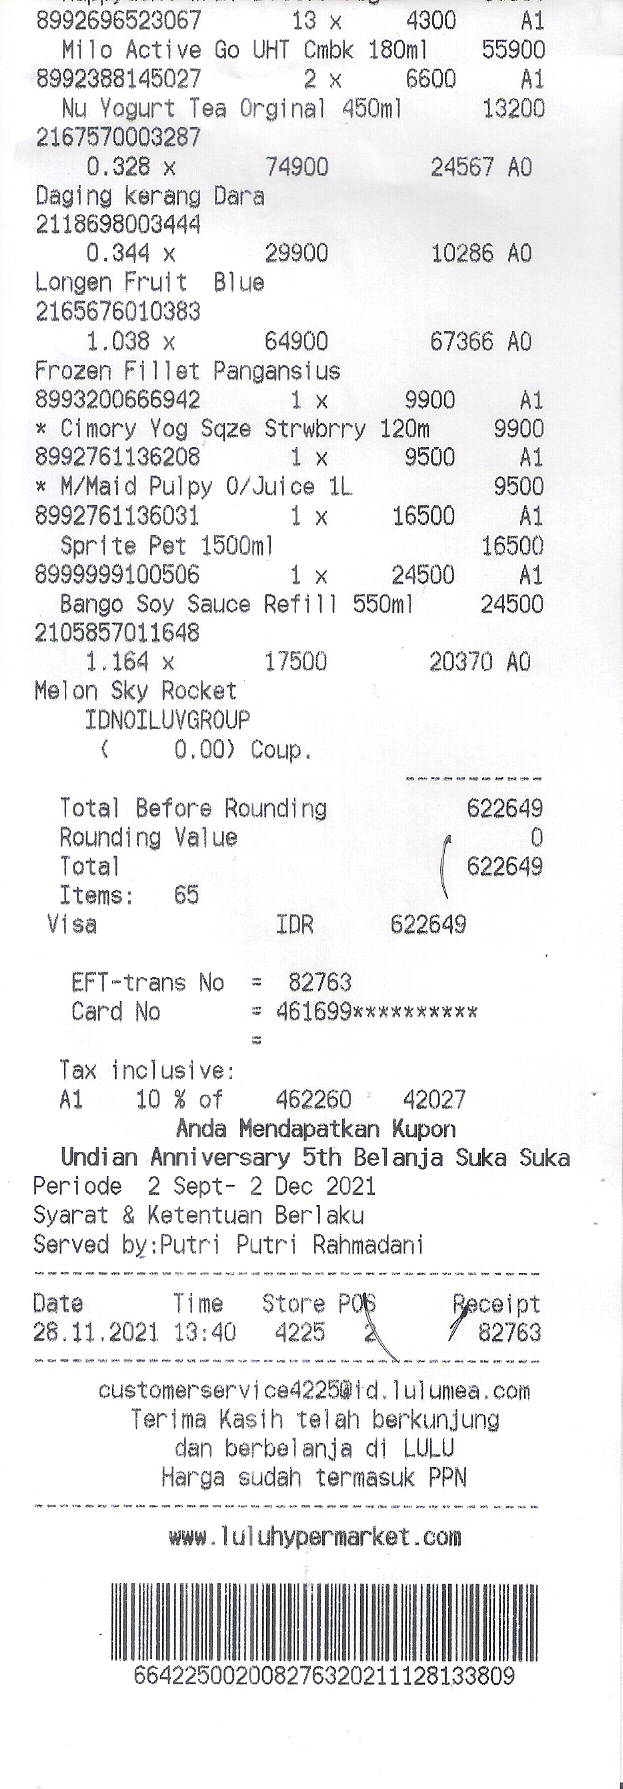 8992696523067 13 x 4300 A1
Milo Active Go UHT Cmbk 180ml 55900
8992388145027 2 x 6600 A1
Nu Yogurt Tea Orginal 450ml 13200
2167570003287
0.328 x 74900 24567 A0
Daging kerang Dara
2118698003444
0.344 x 29900 10286 A0
Longen Fruit Blue
2165676010383
1.038 x 64900 67366 A0
Frozen Fillet Pangansius
8993200666942 1 x 9900 A1
* Cimory Yog Sqze Strwbrry 120m 9900
8992761136208 1 x 9500 A1
* M/Maid Pulpy O/Juice 1L 9500
8992761136031 1 x 16500 A1
Sprite Pet 1500ml 16500
8999999100506 1 x 24500 A1
Bango Soy Sauce Refill 550ml 24500
2105857011648
1.164 x 17500 20370 A0
Melon Sky Rocket
IDNOILUVGROUP
( 0.00) Coup.
Total Before Rounding 622649
Rounding Value 0
Total 622649
Items: 65
Visa IDR 622649
EFT-trans No = 82763
Card No = 461699**********
=
Tax inclusive:
A1 10 % of 462260 42027
Anda Mendapatkan Kupon
Undian Anniversary 5th Belanja Suka Suka
Periode 2 Sept- 2 Dec 2021
Syarat & Ketentuan Berlaku
Served by:Putri Putri Rahmadani
Date Time Store POS Receipt
28.11.2021 13:40 4225 2 82763
customerservice4225@id.lulumea.com
Terima Kasih telah berkunjung
dan berbelanja di LULU
Harga sudah termasuk PPN
www.luluhypermarket.com
664225002008276320211128133809